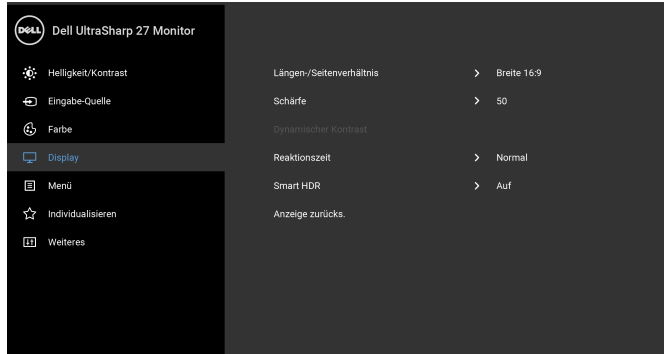 DELL
Dell UltraSharp 27 Monitor
Helligkeit/Kontrast
Eingabe-Quelle
Farbe
Display
Menü
Individualisieren
Weiteres
Längen-/Seitenverhältnis > Breite 16:9
Schärfe > 50
Dynamischer Kontrast
Reaktionszeit > Normal
Smart HDR > Auf
Anzeige zurücks.